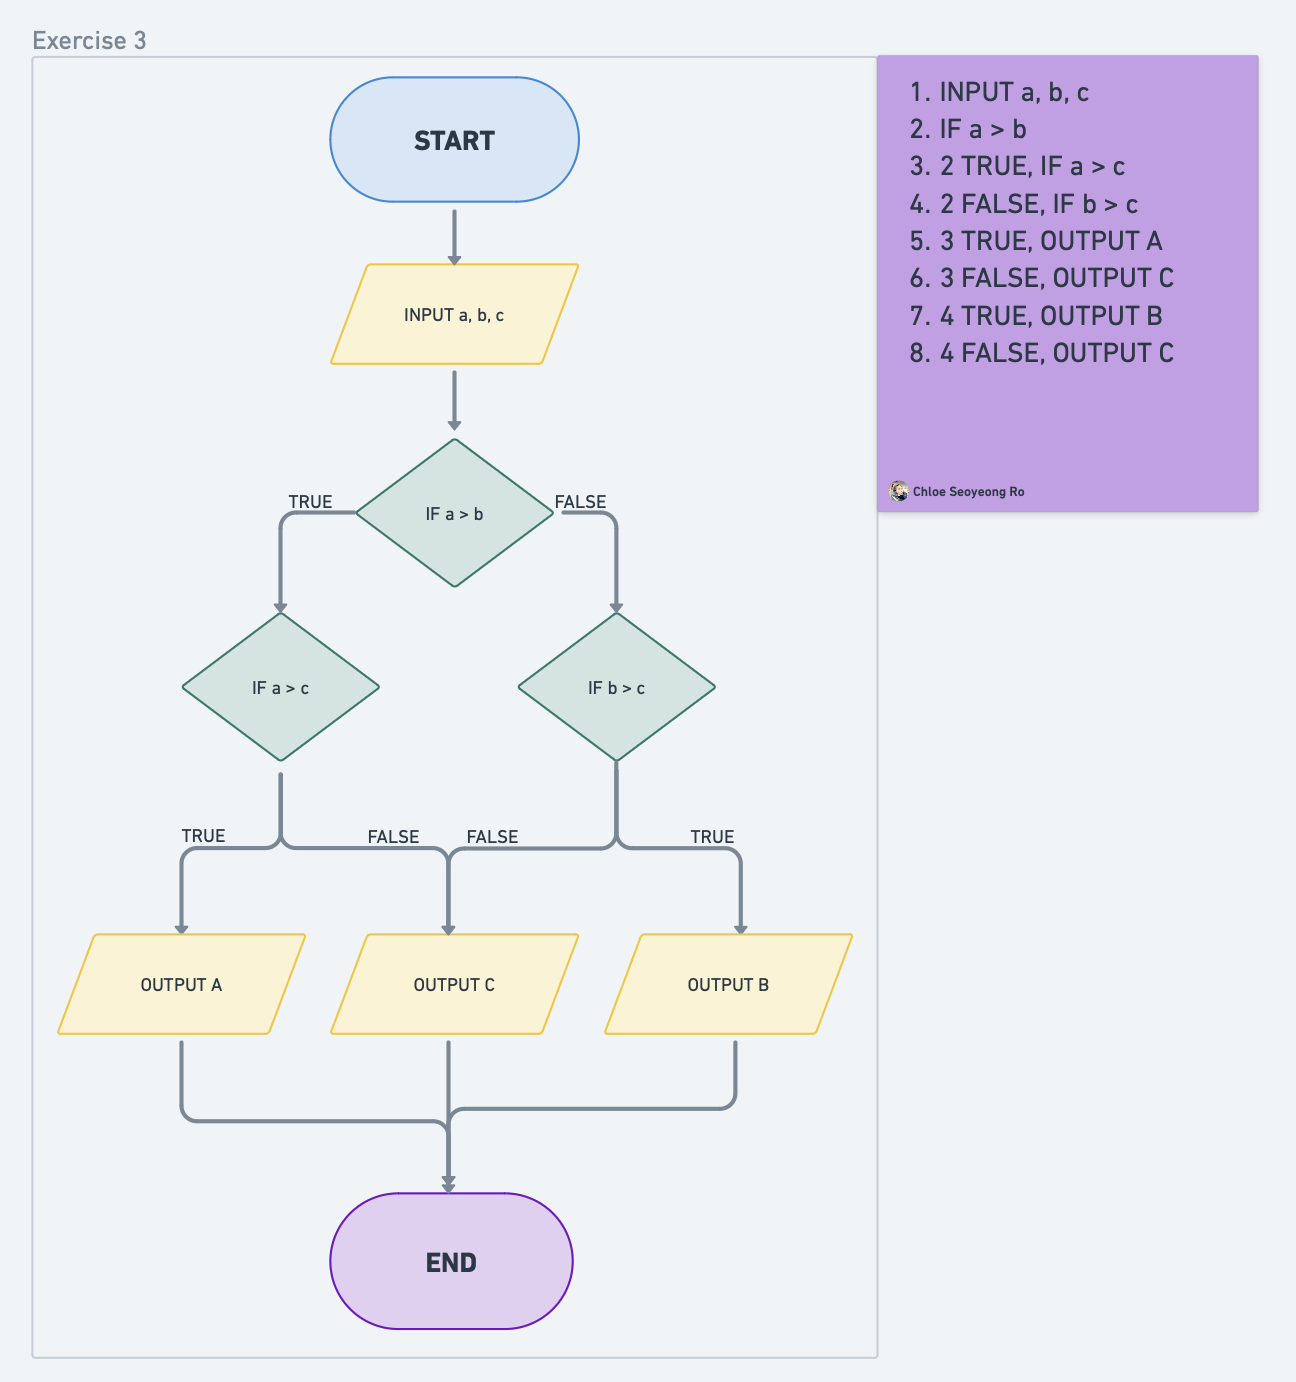 Exercise 3
START
INPUT a, b, c
IF a > b
TRUE
FALSE
IF a > c
IF b > c
TRUE
FALSE
FALSE
TRUE
OUTPUT A
OUTPUT C
OUTPUT B
END
1. INPUT a, b, c
2. IF a > b
3. 2 TRUE, IF a > c
4. 2 FALSE, IF b > c
5. 3 TRUE, OUTPUT A
6. 3 FALSE, OUTPUT C
7. 4 TRUE, OUTPUT B
8. 4 FALSE, OUTPUT C
Chloe Seoyeong Ro